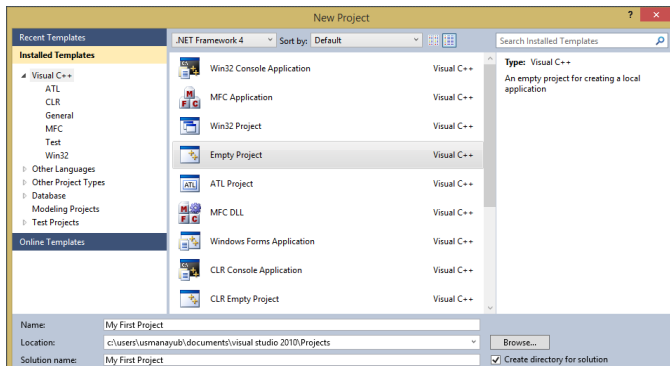 New Project
?
×
Recent Templates
Installed Templates
Visual C++
ATL
CLR
General
MFC
Test
Win32
Other Languages
Other Project Types
Database
Modeling Projects
Test Projects
Online Templates
.NET Framework 4
Sort by: Default
Win32 Console Application Visual C++
MFC Application Visual C++
Win32 Project Visual C++
Empty Project Visual C++
ATL Project Visual C++
MFC DLL Visual C++
Windows Forms Application Visual C++
CLR Console Application Visual C++
CLR Empty Project Visual C++
Search Installed Templates
Type: Visual C++
An empty project for creating a local
application
Name: My First Project
Location: c:\users\usmanayub\documents\visual studio 2010\Projects
Browse...
Solution name: My First Project
Create directory for solution